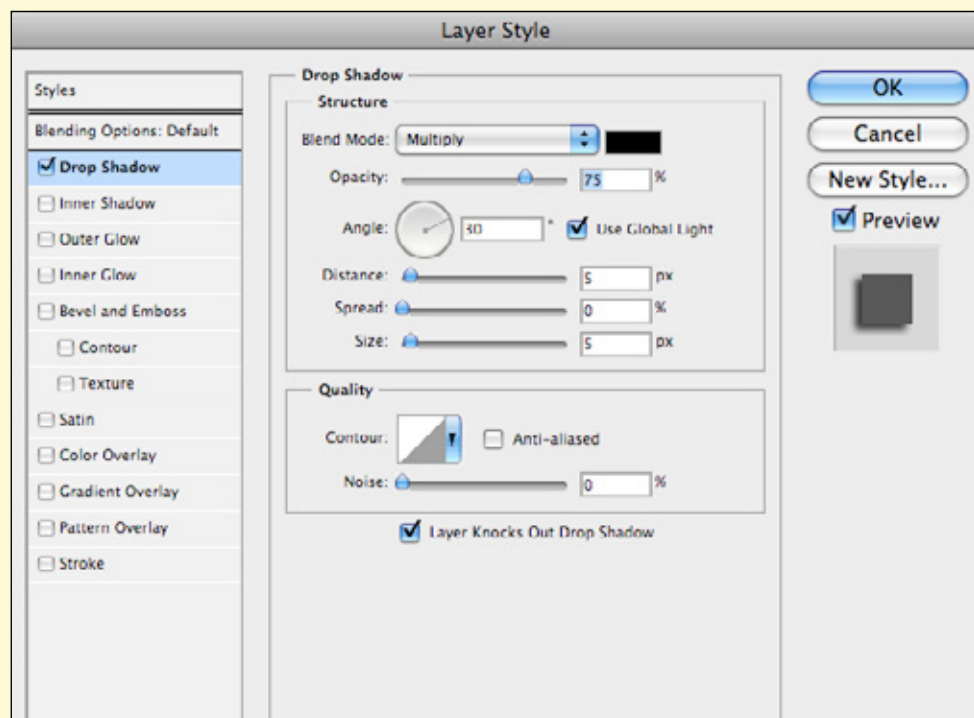 Layer Style
Styles
Blending Options: Default
Drop Shadow
Inner Shadow
Outer Glow
Inner Glow
Bevel and Emboss
Contour
Texture
Satin
Color Overlay
Gradient Overlay
Pattern Overlay
Stroke
Drop Shadow
Structure
Blend Mode: Multiply
Opacity: 75 %
Angle: 30 ° Use Global Light
Distance: 5 px
Spread: 0 %
Size: 5 px
Quality
Contour: Anti-aliased
Noise: 0 %
Layer Knocks Out Drop Shadow
OK
Cancel
New Style...
Preview